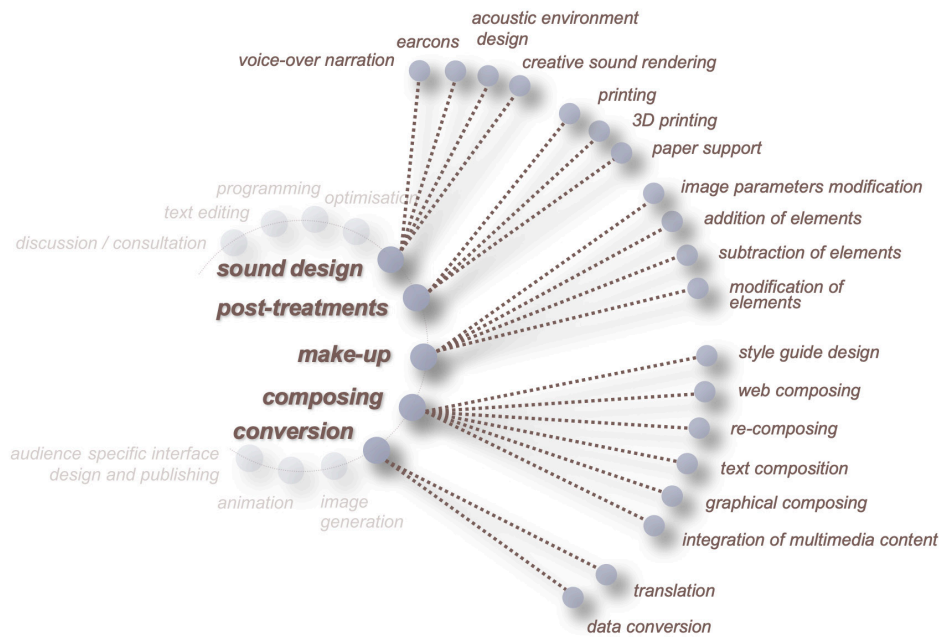 acoustic environment
design
earcons
voice-over narration
creative sound rendering
printing
3D printing
paper support
image parameters modification
addition of elements
subtraction of elements
modification of
elements
programming
optimisation
text editing
discussion / consultation
sound design
post-treatments
make-up
composing
conversion
style guide design
web composing
re-composing
text composition
graphical composing
integration of multimedia content
audience specific interface
design and publishing
animation
image
generation
translation
data conversion